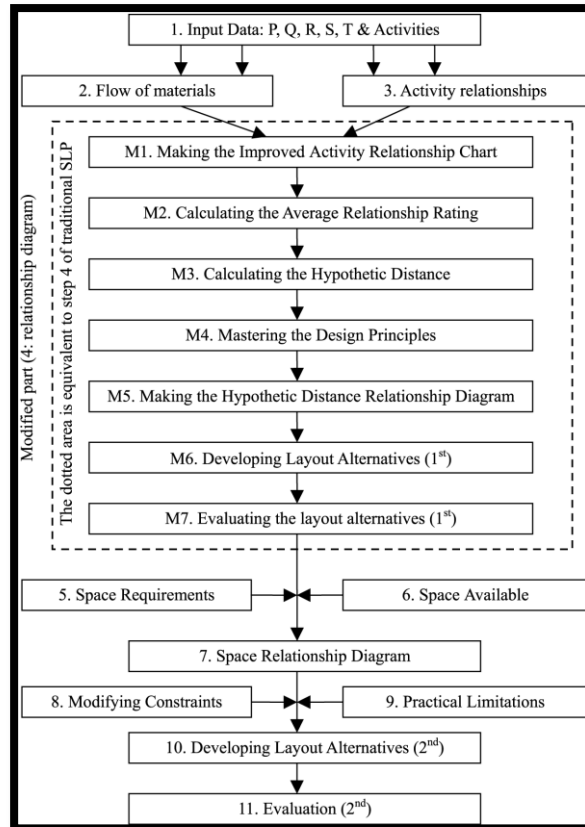 1. Input Data: P, Q, R, S, T & Activities
2. Flow of materials
3. Activity relationships
Modified part (4: relationship diagram)
The dotted area is equivalent to step 4 of traditional SLP
M1. Making the Improved Activity Relationship Chart
M2. Calculating the Average Relationship Rating
M3. Calculating the Hypothetic Distance
M4. Mastering the Design Principles
M5. Making the Hypothetic Distance Relationship Diagram
M6. Developing Layout Alternatives (1st)
M7. Evaluating the layout alternatives (1st)
5. Space Requirements
6. Space Available
7. Space Relationship Diagram
8. Modifying Constraints
9. Practical Limitations
10. Developing Layout Alternatives (2nd)
11. Evaluation (2nd)